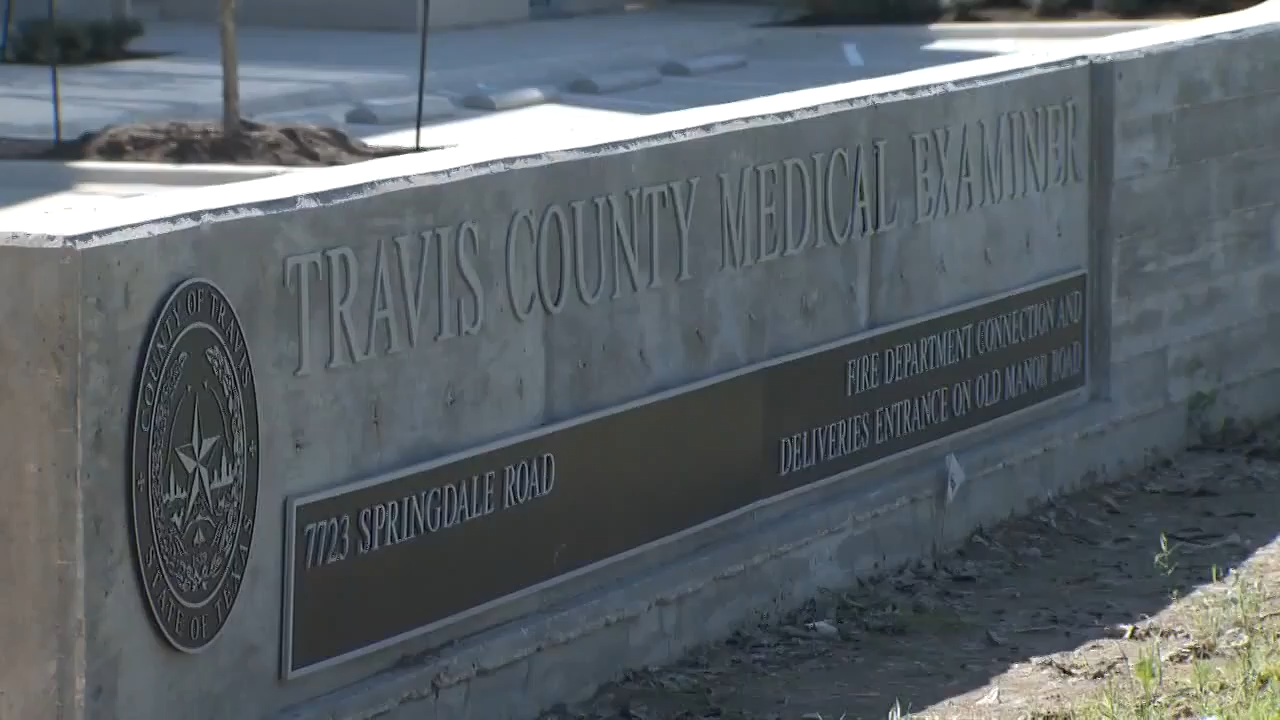 TRAVIS COUNTY MEDICAL EXAMINER
COUNTY OF TRAVIS
STATE OF TEXAS
7723 SPRINGDALE ROAD
FIRE DEPARTMENT CONNECTION AND
DELIVERIES ENTRANCE ON OLD MANOR ROAD